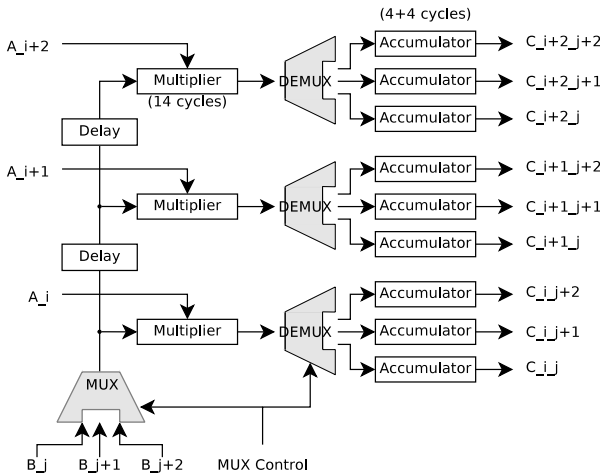 (4+4 cycles)
A_i+2
Accumulator
C_i+2_j+2
Multiplier
DEMUX
Accumulator
C_i+2_j+1
(14 cycles)
Accumulator
C_i+2_j
Delay
A_i+1
Accumulator
C_i+1_j+2
Multiplier
DEMUX
Accumulator
C_i+1_j+1
Accumulator
C_i+1_j
Delay
A_i
Accumulator
C_i_j+2
Multiplier
DEMUX
Accumulator
C_i_j+1
Accumulator
C_i_j
MUX
B_j
B_j+1
B_j+2
MUX Control